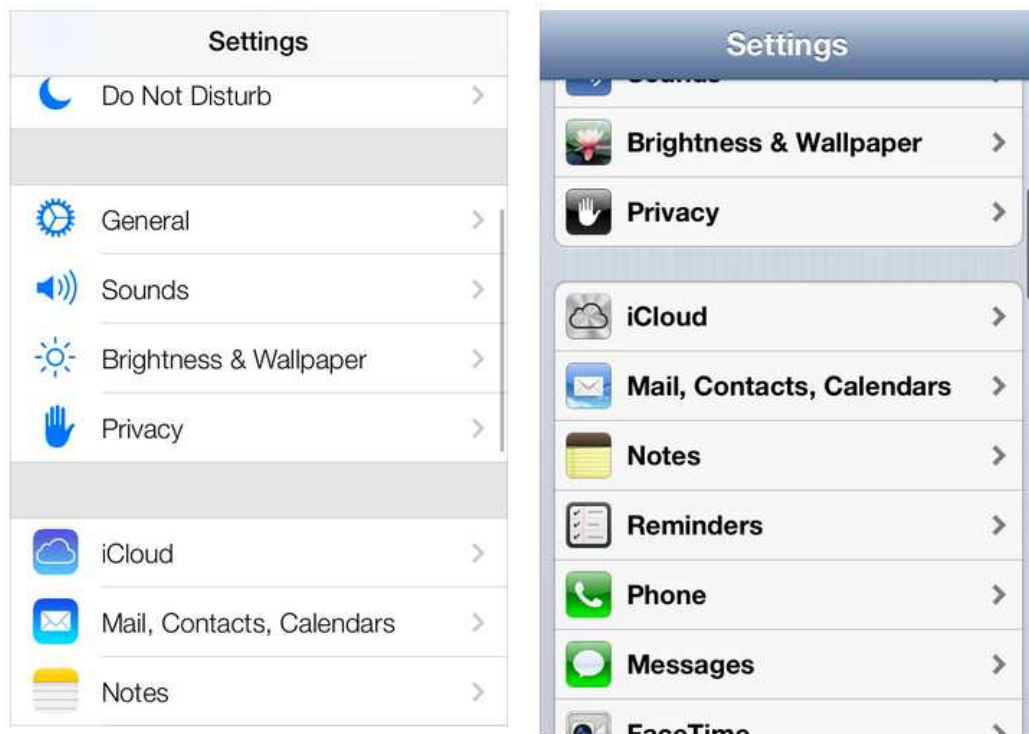 Settings
Do Not Disturb
General
Sounds
Brightness & Wallpaper
Privacy
iCloud
Mail, Contacts, Calendars
Notes
Settings
Sounds
Brightness & Wallpaper
Privacy
iCloud
Mail, Contacts, Calendars
Notes
Reminders
Phone
Messages
FaceTime